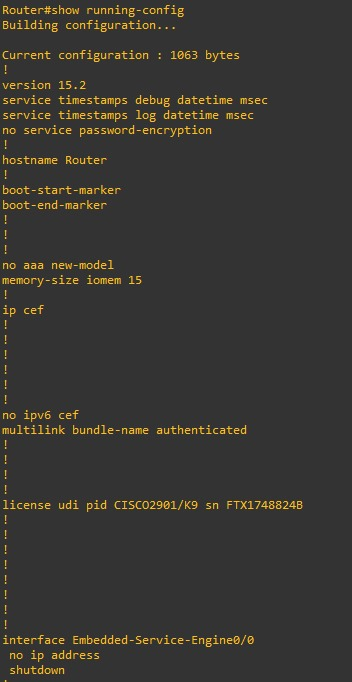 Router#show running-config
Building configuration...
Current configuration : 1063 bytes
!
version 15.2
service timestamps debug datetime msec
service timestamps log datetime msec
no service password-encryption
!
hostname Router
!
boot-start-marker
boot-end-marker
!
!
!
no aaa new-model
memory-size iomem 15
!
ip cef
!
!
!
!
!
!
no ipv6 cef
multilink bundle-name authenticated
!
!
!
!
license udi pid CISCO2901/K9 sn FTX1748824B
!
!
!
!
!
!
!
!
interface Embedded-Service-Engine0/0
 no ip address
 shutdown